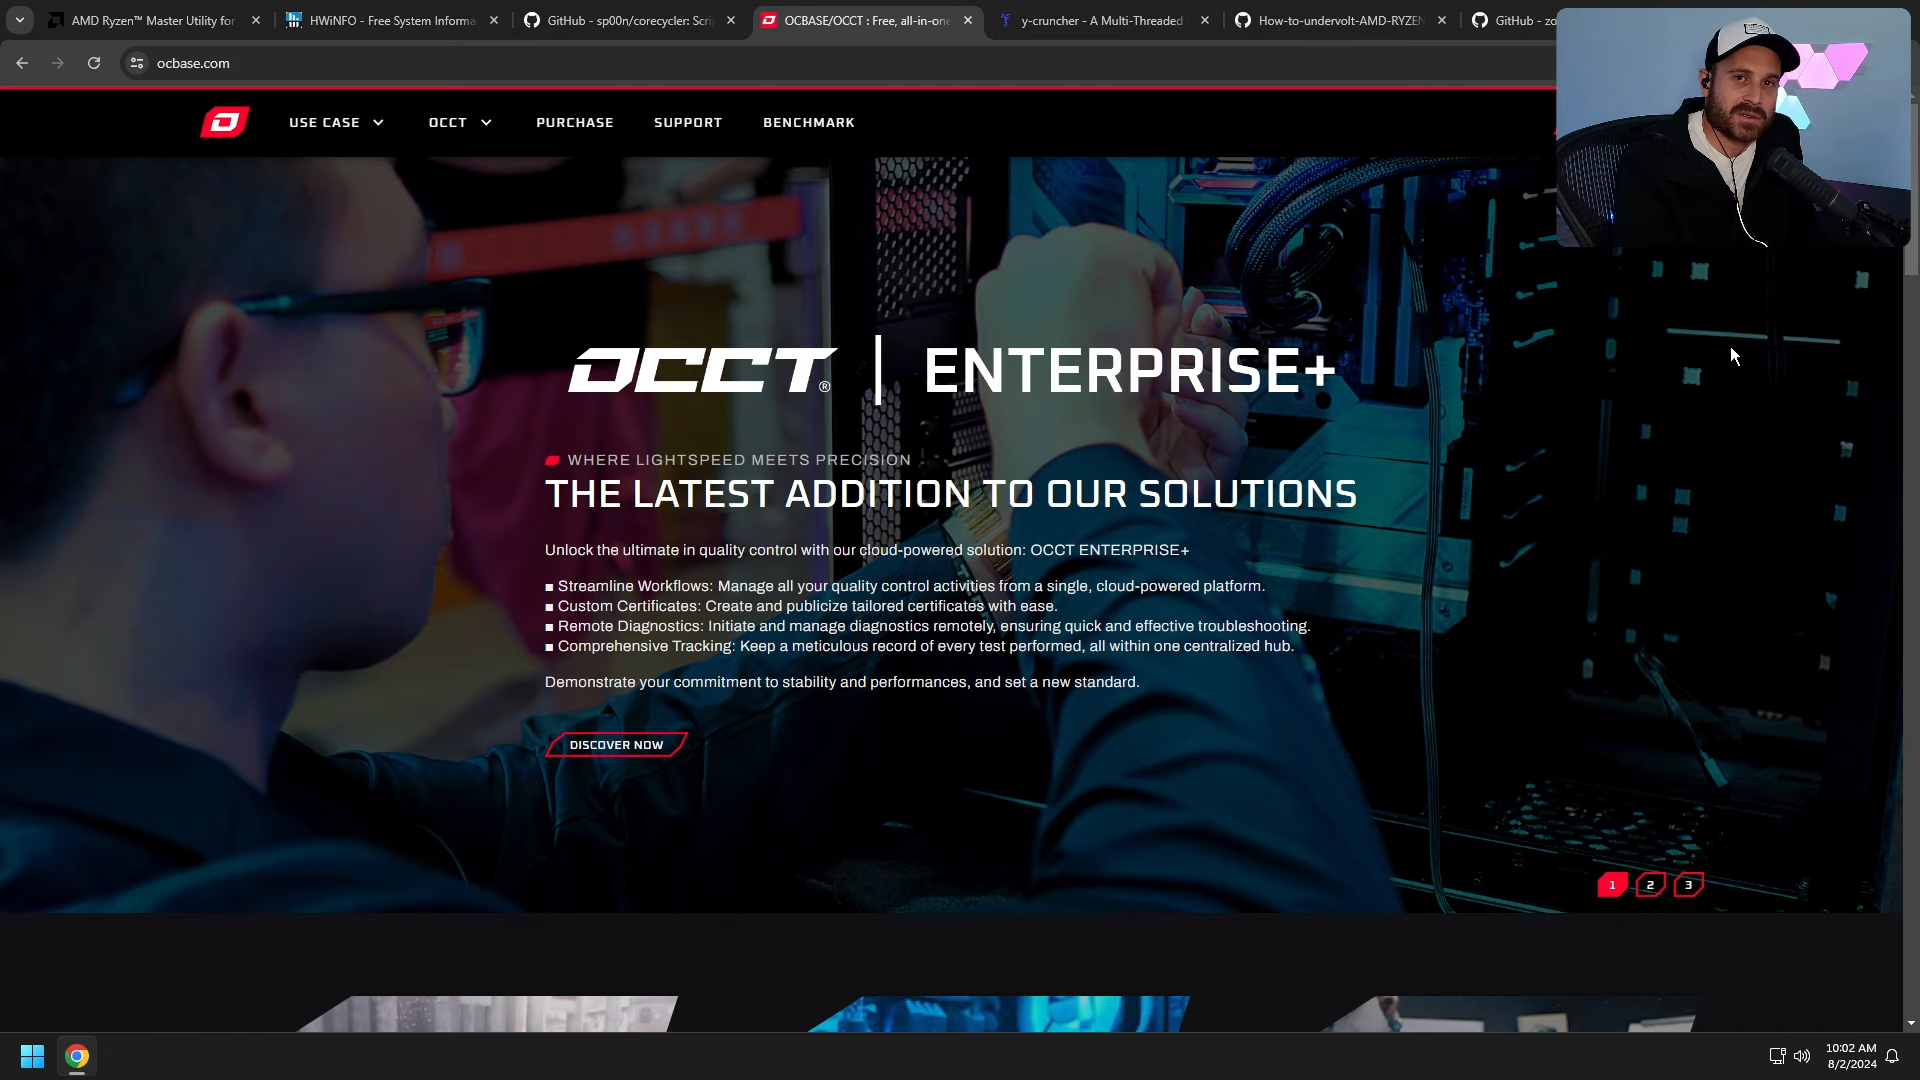 AMD Ryzen™ Master Utility for
HWiNFO - Free System Informa
GitHub - sp00n/corecycler: Scrip
OCBASE/OCCT : Free, all-in-one
y-cruncher - A Multi-Threaded
How-to-undervolt-AMD-RYZEN
GitHub - zo
ocbase.com
USE CASE
OCCT
PURCHASE
SUPPORT
BENCHMARK
OCCT® | ENTERPRISE+
WHERE LIGHTSPEED MEETS PRECISION
THE LATEST ADDITION TO OUR SOLUTIONS
Unlock the ultimate in quality control with our cloud-powered solution: OCCT ENTERPRISE+
■ Streamline Workflows: Manage all your quality control activities from a single, cloud-powered platform.
■ Custom Certificates: Create and publicize tailored certificates with ease.
■ Remote Diagnostics: Initiate and manage diagnostics remotely, ensuring quick and effective troubleshooting.
■ Comprehensive Tracking: Keep a meticulous record of every test performed, all within one centralized hub.
Demonstrate your commitment to stability and performances, and set a new standard.
DISCOVER NOW
1 2 3
10:02 AM
8/2/2024